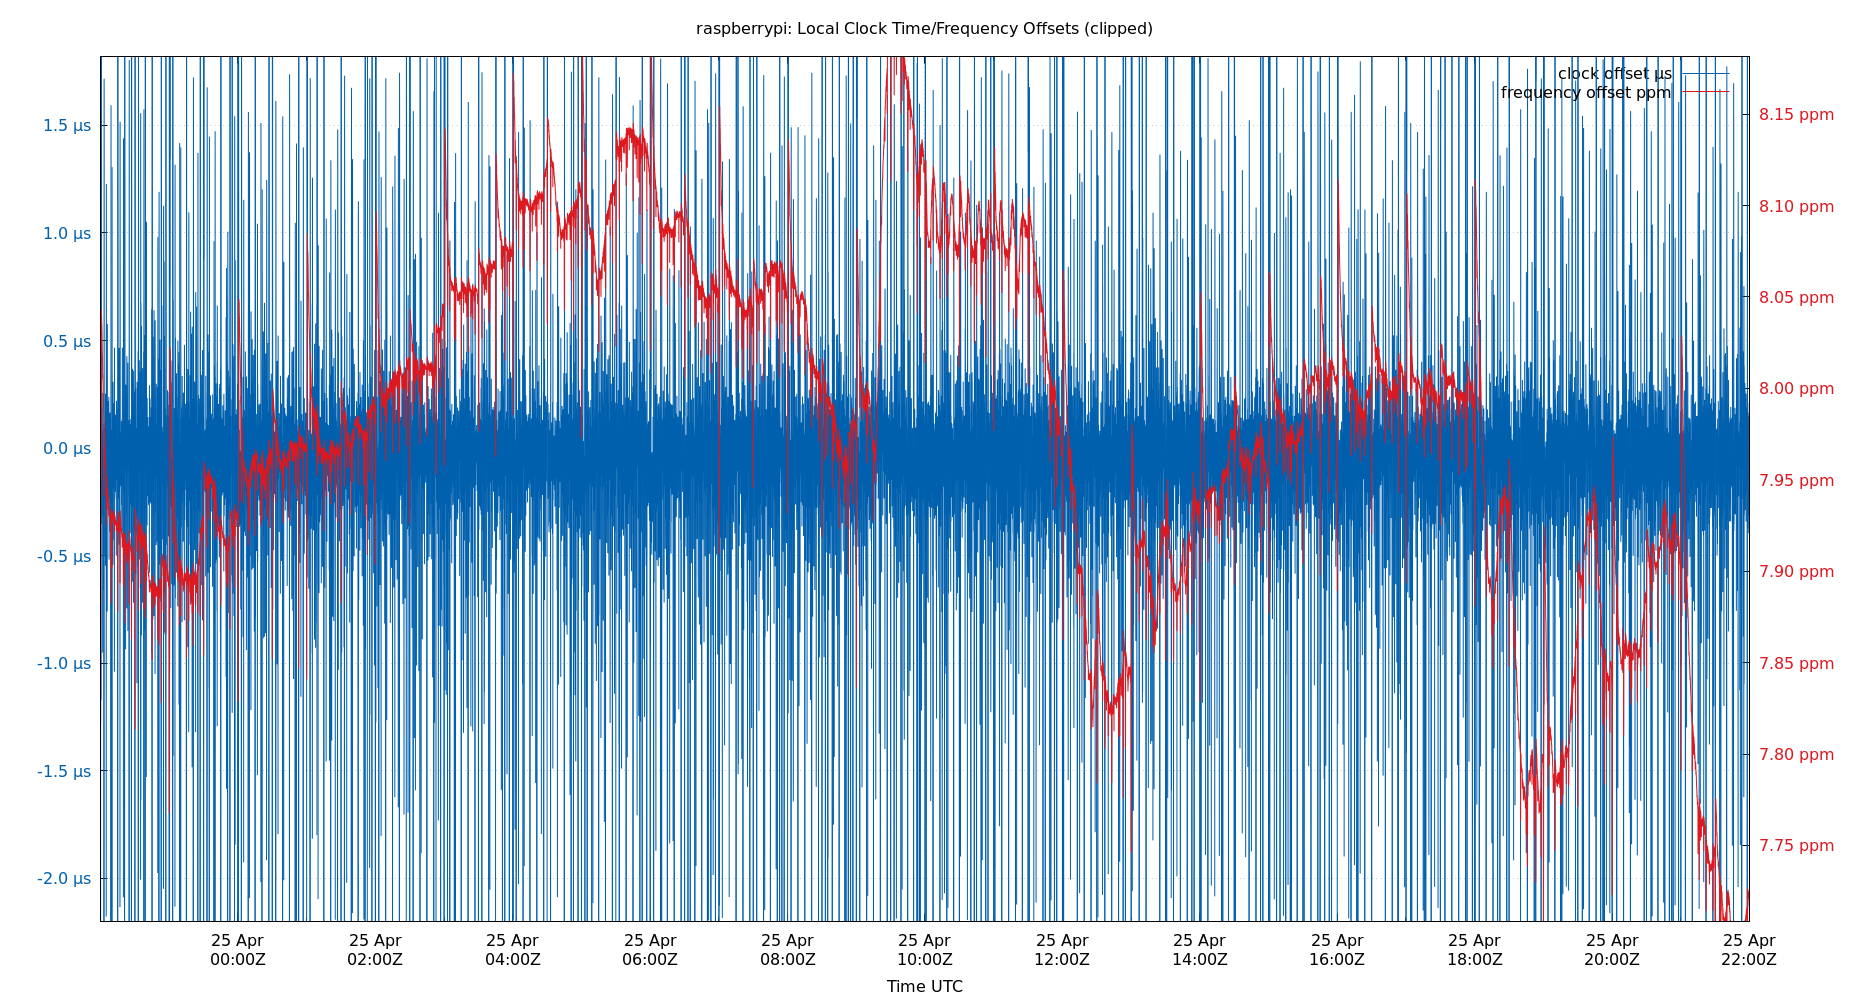 raspberrypi: Local Clock Time/Frequency Offsets (clipped)
clock offset µs
frequency offset ppm
1.5 µs
1.0 µs
0.5 µs
0.0 µs
-0.5 µs
-1.0 µs
-1.5 µs
-2.0 µs
8.15 ppm
8.10 ppm
8.05 ppm
8.00 ppm
7.95 ppm
7.90 ppm
7.85 ppm
7.80 ppm
7.75 ppm
25 Apr 25 Apr 25 Apr 25 Apr 25 Apr 25 Apr 25 Apr 25 Apr 25 Apr 25 Apr 25 Apr 25 Apr
00:00Z 02:00Z 04:00Z 06:00Z 08:00Z 10:00Z 12:00Z 14:00Z 16:00Z 18:00Z 20:00Z 22:00Z
Time UTC